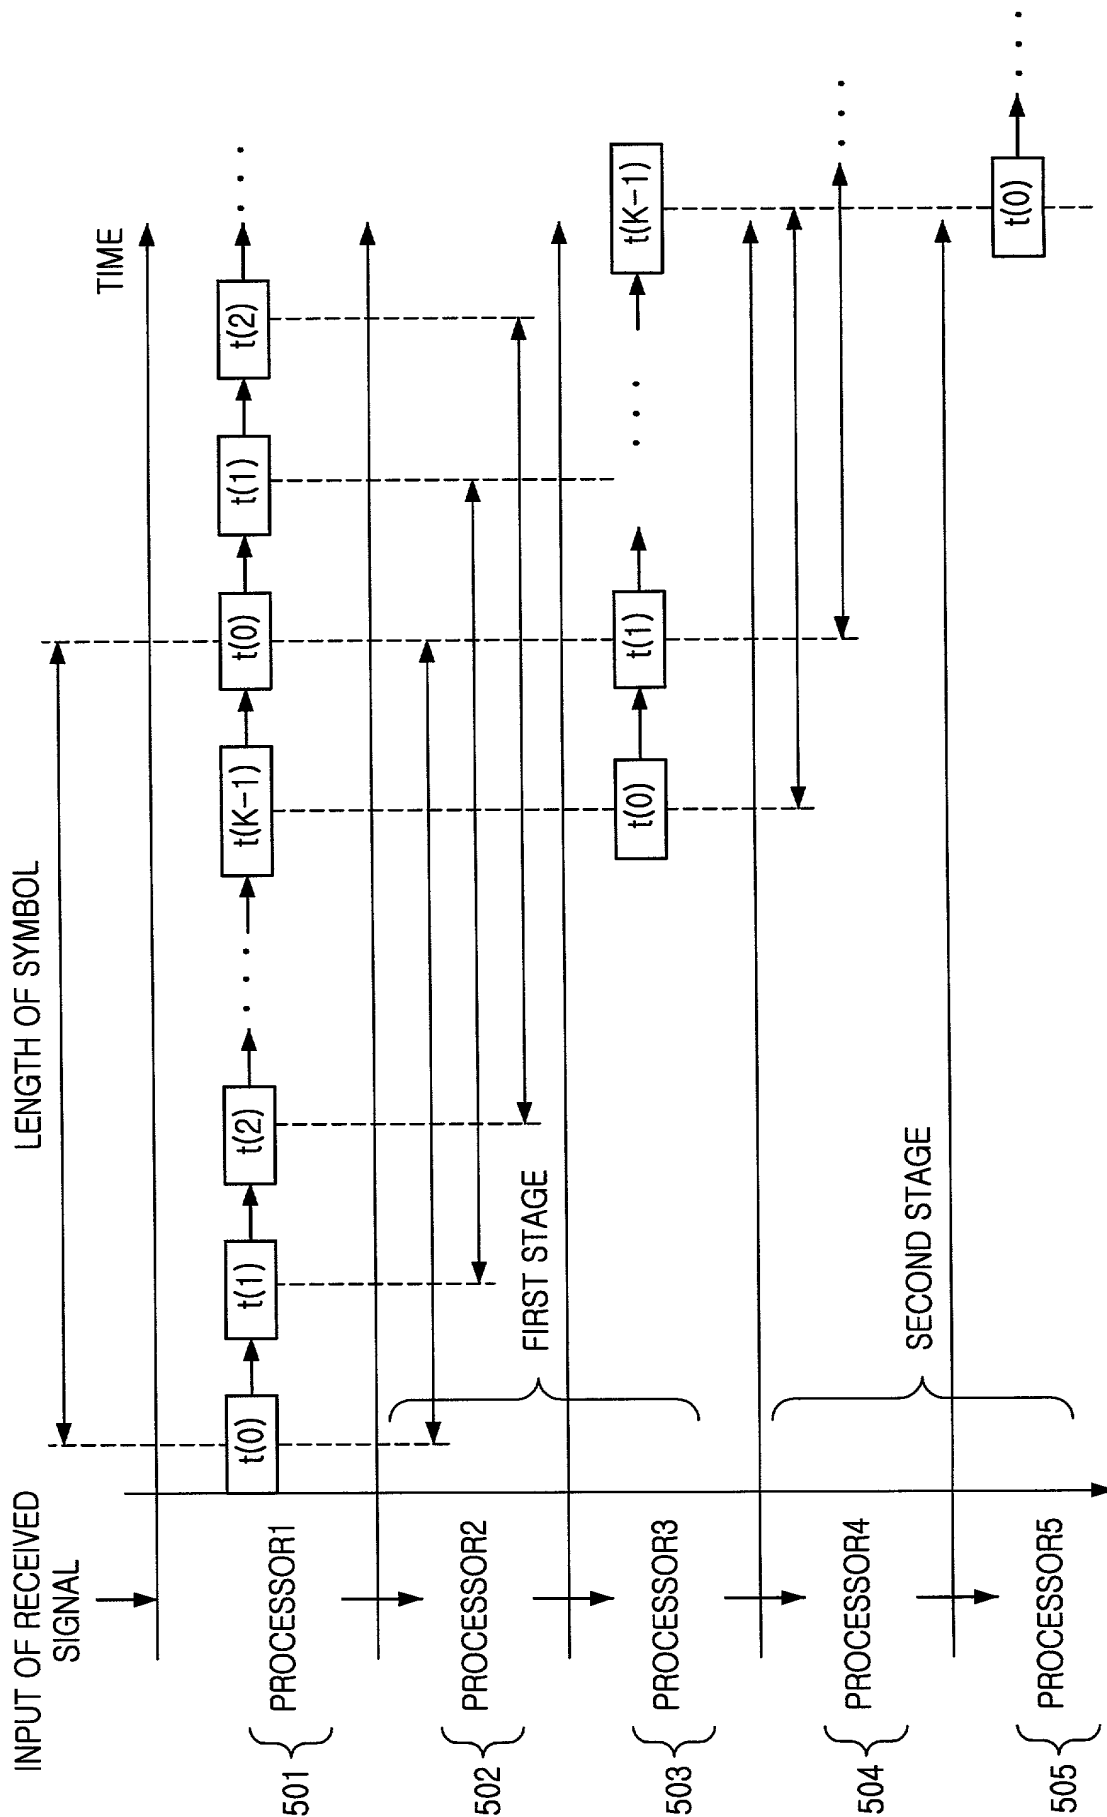 INPUT OF RECEIVED
SIGNAL
LENGTH OF SYMBOL
TIME
501
PROCESSOR1
t(0)
t(1)
t(2)
. . .
t(K-1)
t(0)
t(1)
t(2)
. . .
502
PROCESSOR2
FIRST STAGE
503
PROCESSOR3
t(0)
t(1)
. . .
t(K-1)
504
PROCESSOR4
. . .
SECOND STAGE
505
PROCESSOR5
t(0)
. . .